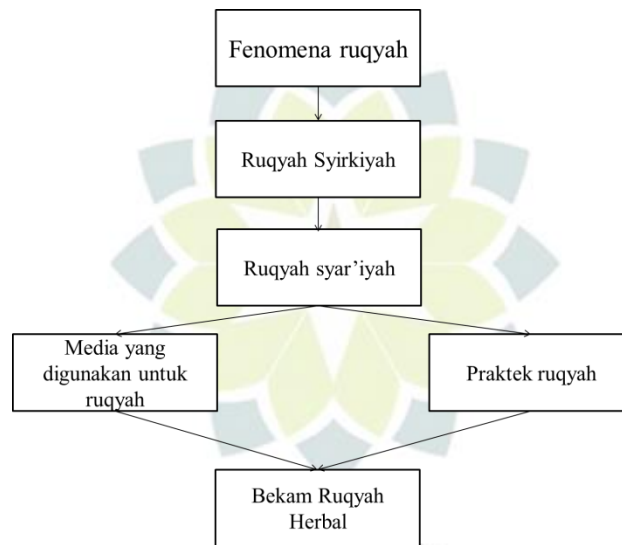 Fenomena ruqyah
Ruqyah Syirkiyah
Ruqyah syar’iyah
Media yang
digunakan untuk
ruqyah
Praktek ruqyah
Bekam Ruqyah
Herbal